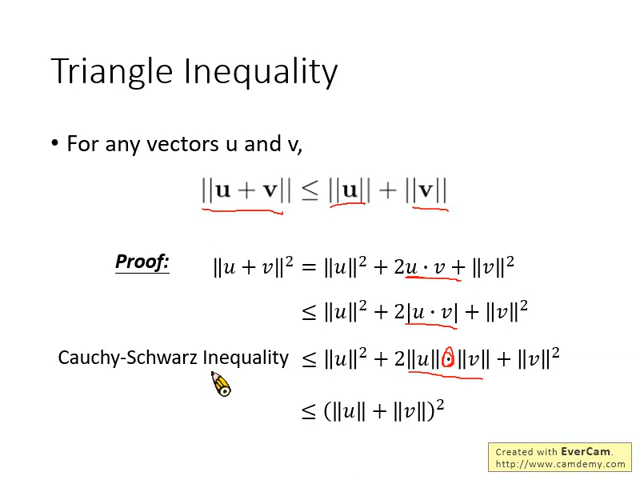 Triangle Inequality
• For any vectors u and v,
||u + v|| ≤ ||u|| + ||v||
Proof: ‖u + v‖² = ‖u‖² + 2u · v + ‖v‖²
≤ ‖u‖² + 2|u · v| + ‖v‖²
Cauchy-Schwarz Inequality ≤ ‖u‖² + 2‖u‖ · ‖v‖ + ‖v‖²
≤ (‖u‖ + ‖v‖)²
Created with EverCam.
http://www.camdemy.com